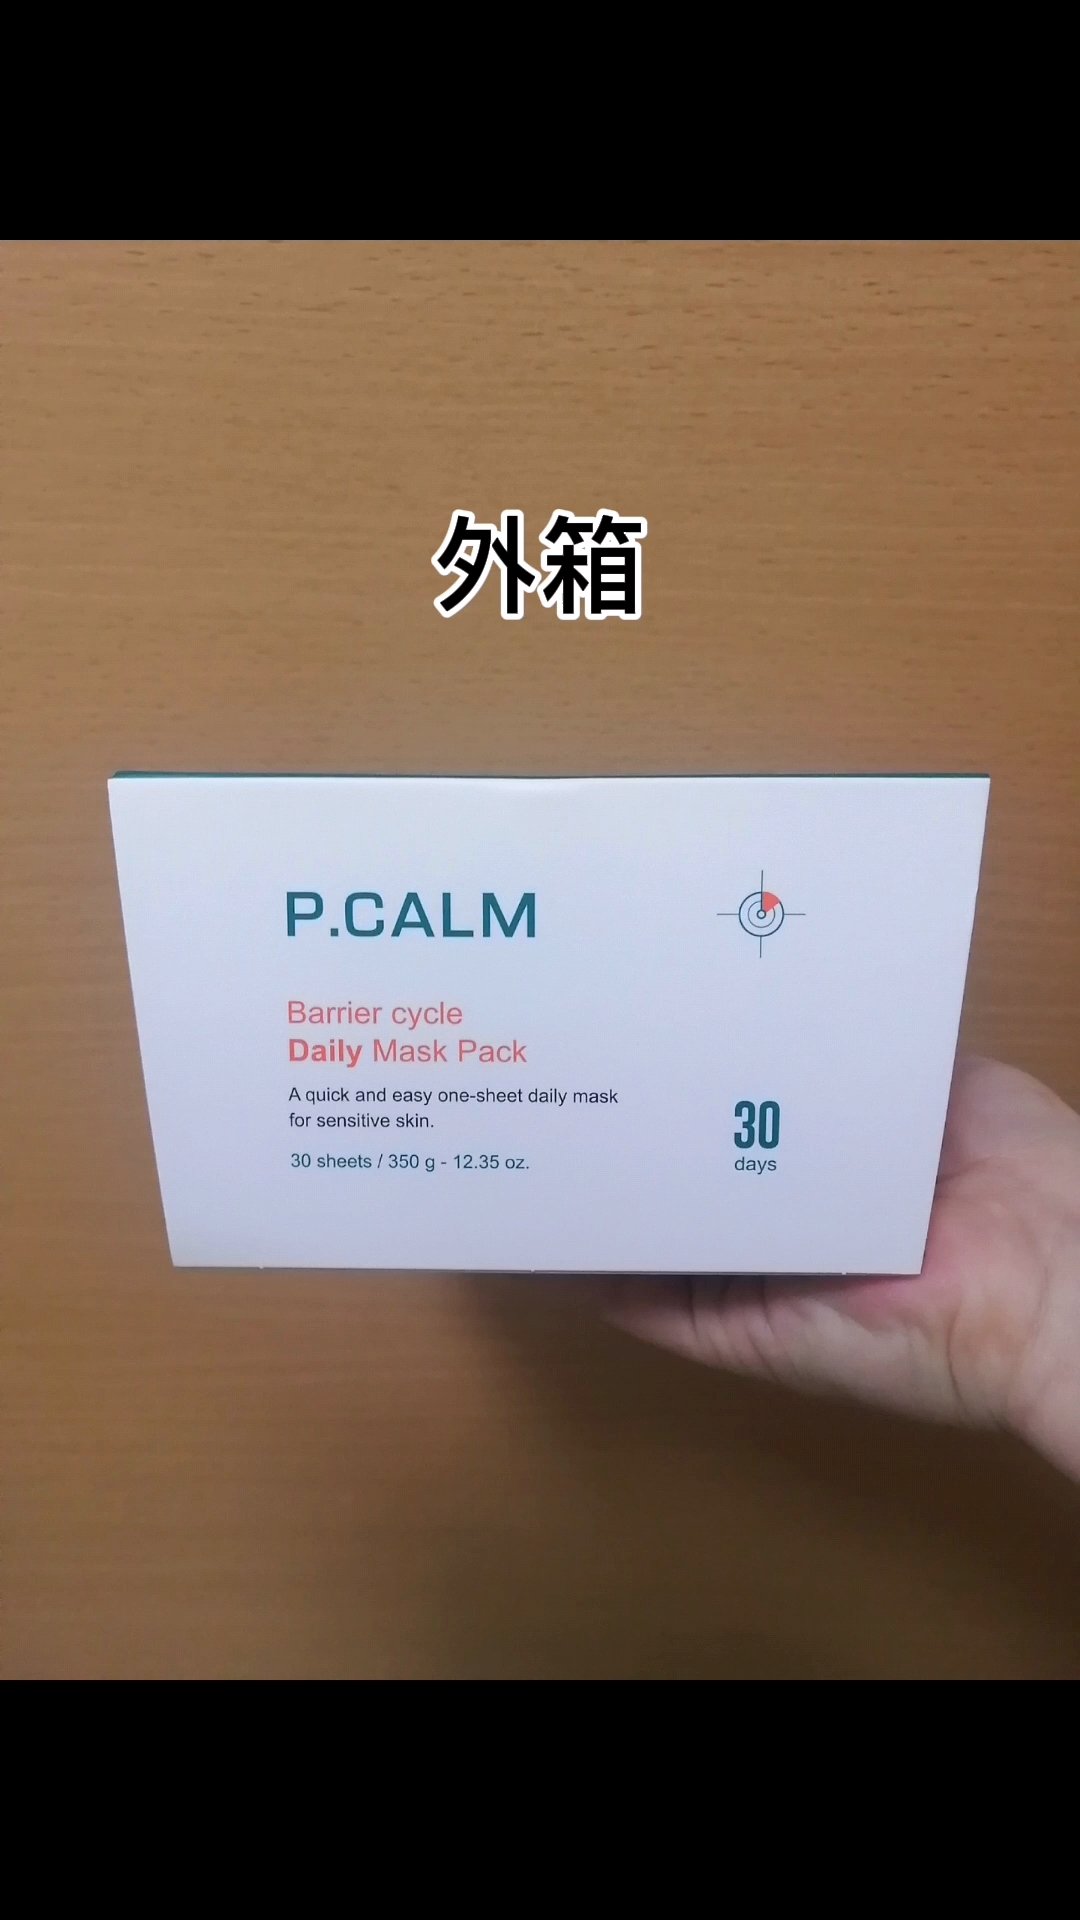 外箱
P.CALM
Barrier cycle
Daily Mask Pack
A quick and easy one-sheet daily mask
for sensitive skin.
30 sheets / 350 g - 12.35 oz.
30
days